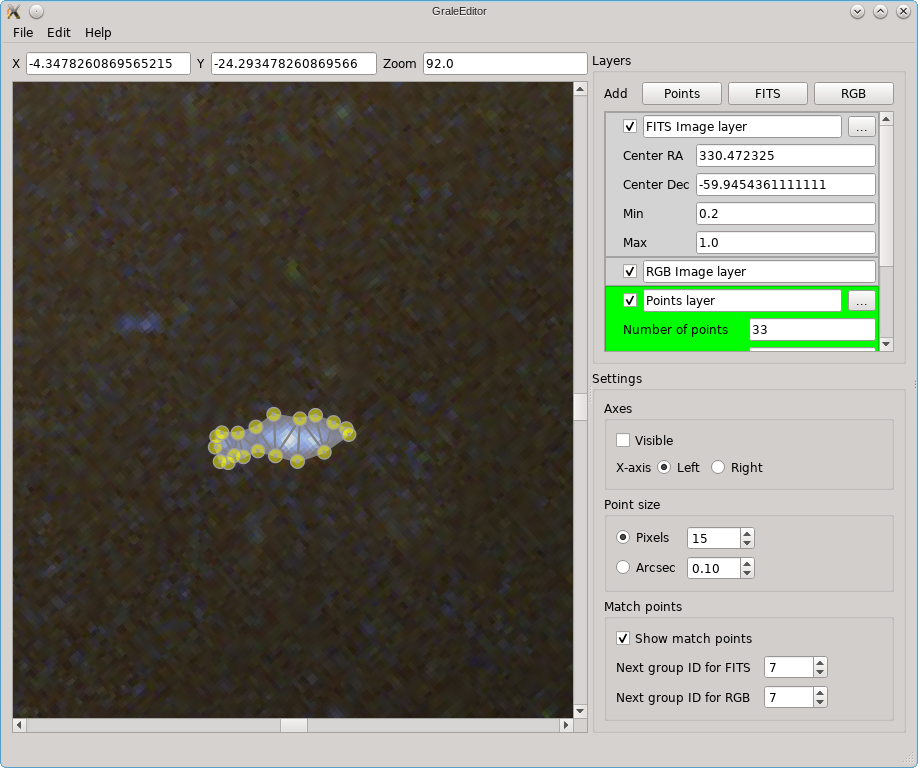 GraleEditor
File Edit Help
X -4.3478260869565215 Y -24.293478260869566 Zoom 92.0
Layers
Add Points FITS RGB
FITS Image layer ...
Center RA 330.472325
Center Dec -59.9454361111111
Min 0.2
Max 1.0
RGB Image layer
Points layer ...
Number of points 33
Settings
Axes
Visible
X-axis Left Right
Point size
Pixels 15
Arcsec 0.10
Match points
Show match points
Next group ID for FITS 7
Next group ID for RGB 7